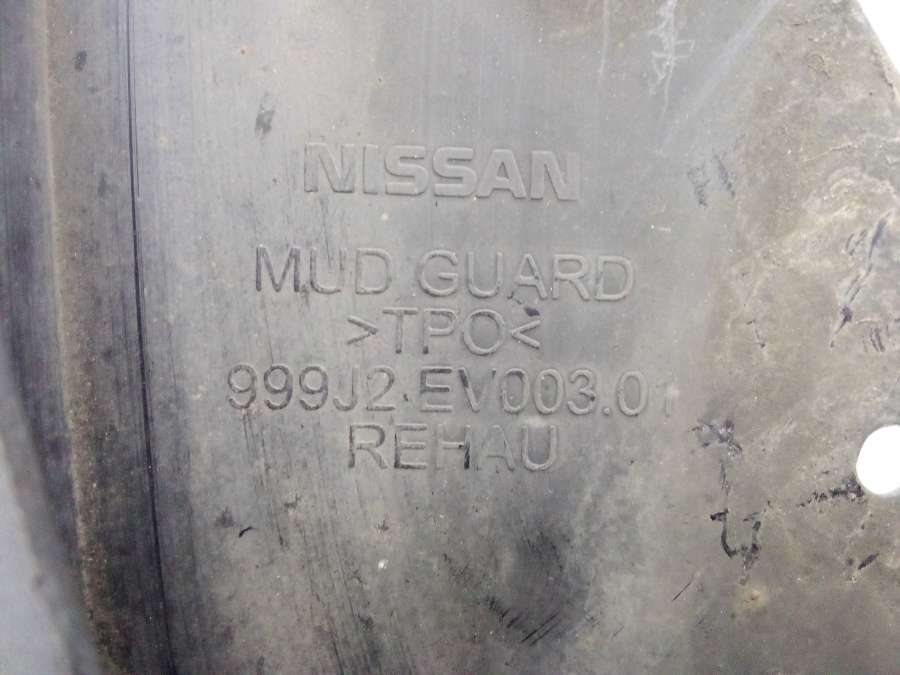 NISSAN
MUD GUARD
>TPO<
999J2.EV003.01
REHAU